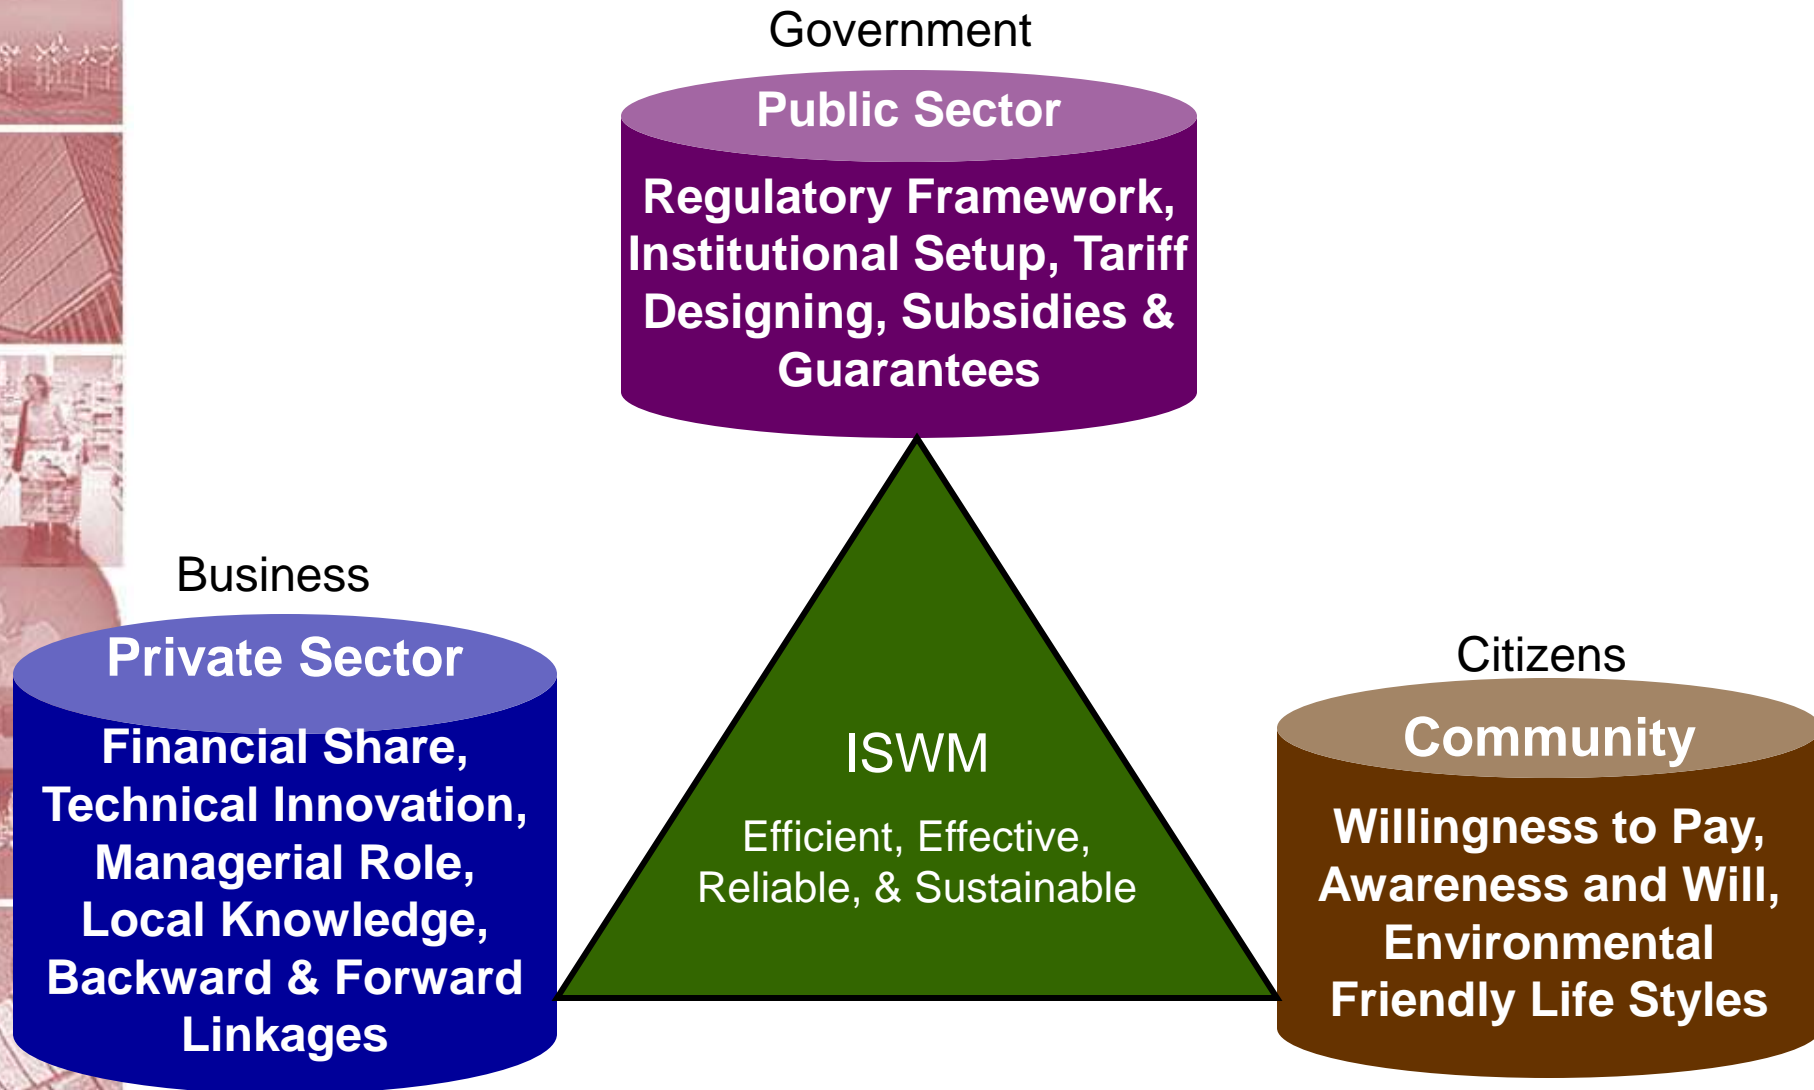 Government
Public Sector
Regulatory Framework,
Institutional Setup, Tariff
Designing, Subsidies &
Guarantees
Business
Private Sector
Financial Share,
Technical Innovation,
Managerial Role,
Local Knowledge,
Backward & Forward
Linkages
ISWM
Efficient, Effective,
Reliable, & Sustainable
Citizens
Community
Willingness to Pay,
Awareness and Will,
Environmental
Friendly Life Styles